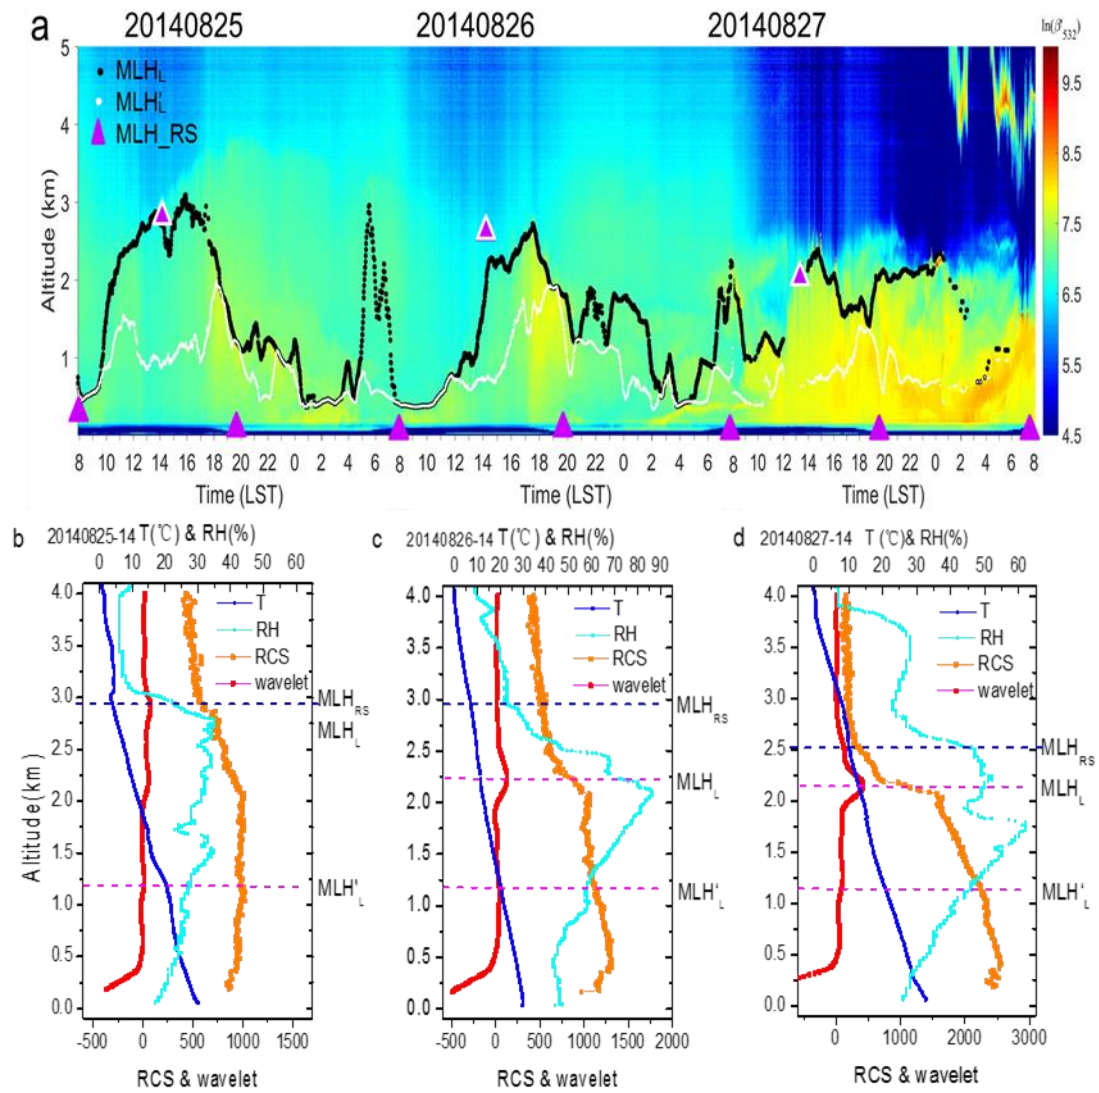 a 20140825 20140826 20140827 ln(β'532)
MLHL
MLH'L
MLH_RS
Altitude (km)
5
4
3
2
1
9.5
8.5
7.5
6.5
5.5
4.5
8 10 12 14 16 18 20 22 0 2 4 6 8 10 12 14 16 18 20 22 0 2 4 6 8 10 12 14 16 18 20 22 0 2 4 6 8
Time (LST) Time (LST) Time (LST)
b 20140825-14 T(℃) & RH(%)
0 10 20 30 40 50 60
Altitude(km)
4.0
3.5
3.0
2.5
2.0
1.5
1.0
0.5
0.0
T
RH
RCS
wavelet
MLHRS
MLHL
MLH'L
-500 0 500 1000 1500
RCS & wavelet
c 20140826-14 T(℃) & RH(%)
0 10 20 30 40 50 60 70 80 90
4.0
3.5
3.0
2.5
2.0
1.5
1.0
0.5
0.0
T
RH
RCS
wavelet
MLHRS
MLHL
MLH'L
-500 0 500 1000 1500 2000
RCS & wavelet
d 20140827-14 T (℃)& RH(%)
0 10 20 30 40 50 60
4.0
3.5
3.0
2.5
2.0
1.5
1.0
0.5
0.0
T
RH
RCS
wavelet
MLHRS
MLHL
MLH'L
0 1000 2000 3000
RCS & wavelet